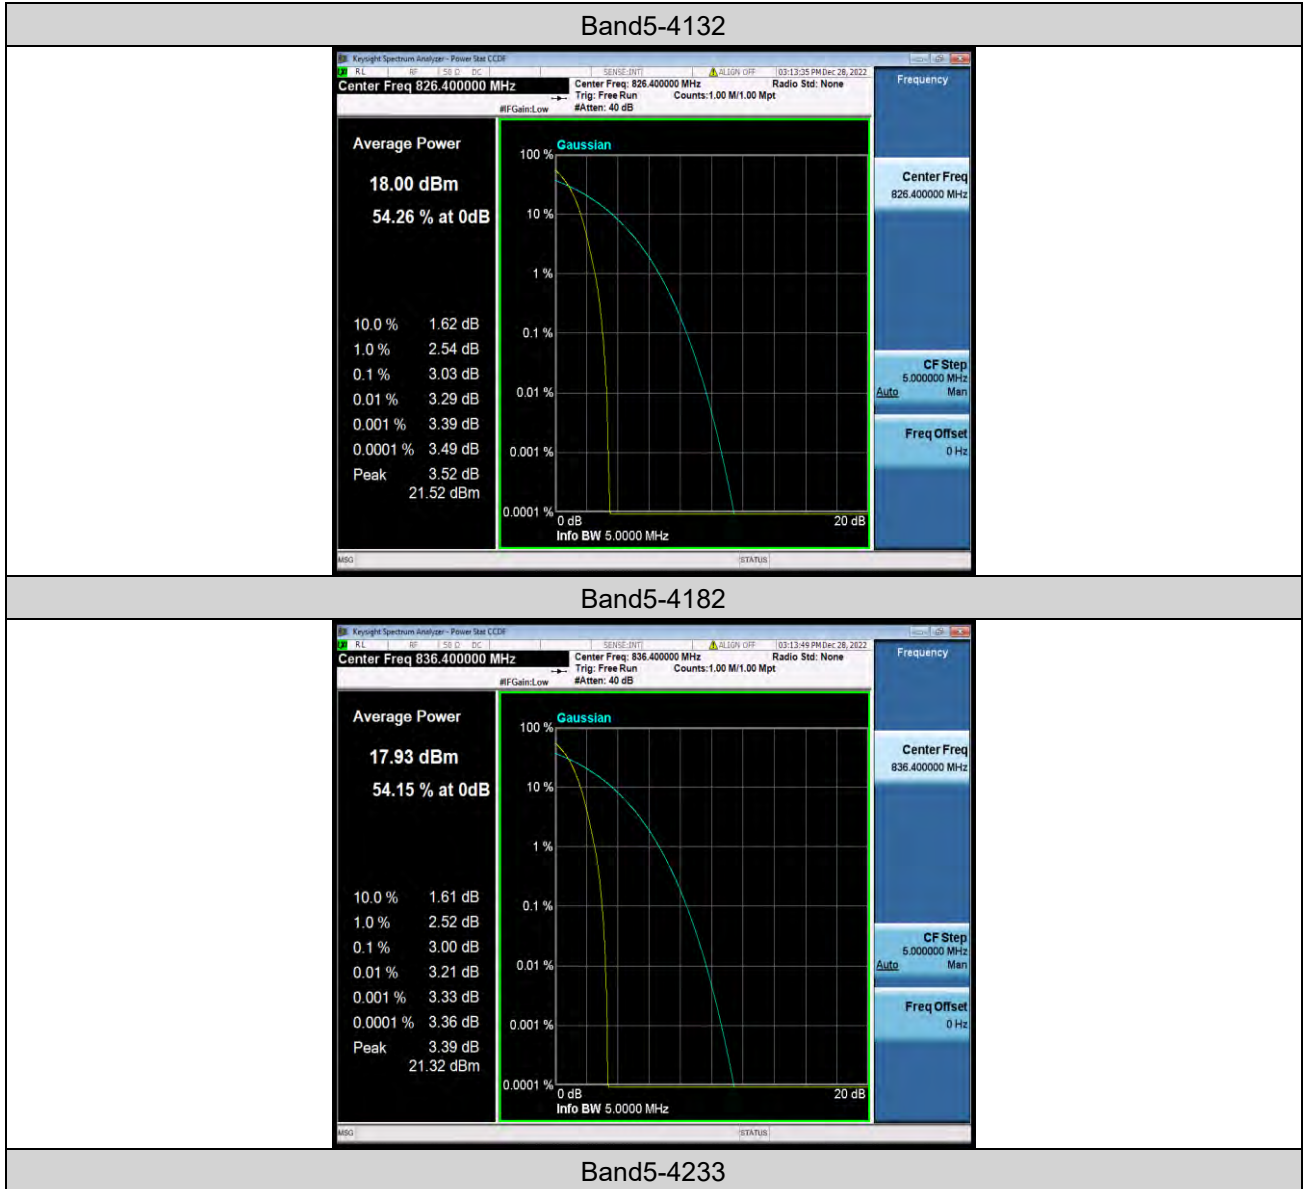 Band5-4132
Keysight Spectrum Analyzer - Power Stat CCDF
RL RF 50 Ω DC SENSE:INT ALIGN OFF 03:13:35 PM Dec 28, 2022
Center Freq 826.400000 MHz
Center Freq: 826.400000 MHz Radio Std: None
Trig: Free Run Counts:1.00 M/1.00 Mpt
#IFGain:Low #Atten: 40 dB
Frequency
Average Power
18.00 dBm
54.26 % at 0dB
10.0 % 1.62 dB
1.0 % 2.54 dB
0.1 % 3.03 dB
0.01 % 3.29 dB
0.001 % 3.39 dB
0.0001 % 3.49 dB
Peak 3.52 dB
21.52 dBm
Gaussian
100 %
10 %
1 %
0.1 %
0.01 %
0.001 %
0.0001 %
0 dB 20 dB
Info BW 5.0000 MHz
Center Freq
826.400000 MHz
CF Step
5.000000 MHz
Auto Man
Freq Offset
0 Hz
MSG STATUS
Band5-4182
Keysight Spectrum Analyzer - Power Stat CCDF
RL RF 50 Ω DC SENSE:INT ALIGN OFF 03:13:49 PM Dec 28, 2022
Center Freq 836.400000 MHz
Center Freq: 836.400000 MHz Radio Std: None
Trig: Free Run Counts:1.00 M/1.00 Mpt
#IFGain:Low #Atten: 40 dB
Frequency
Average Power
17.93 dBm
54.15 % at 0dB
10.0 % 1.61 dB
1.0 % 2.52 dB
0.1 % 3.00 dB
0.01 % 3.21 dB
0.001 % 3.33 dB
0.0001 % 3.36 dB
Peak 3.39 dB
21.32 dBm
Gaussian
100 %
10 %
1 %
0.1 %
0.01 %
0.001 %
0.0001 %
0 dB 20 dB
Info BW 5.0000 MHz
Center Freq
836.400000 MHz
CF Step
5.000000 MHz
Auto Man
Freq Offset
0 Hz
MSG STATUS
Band5-4233